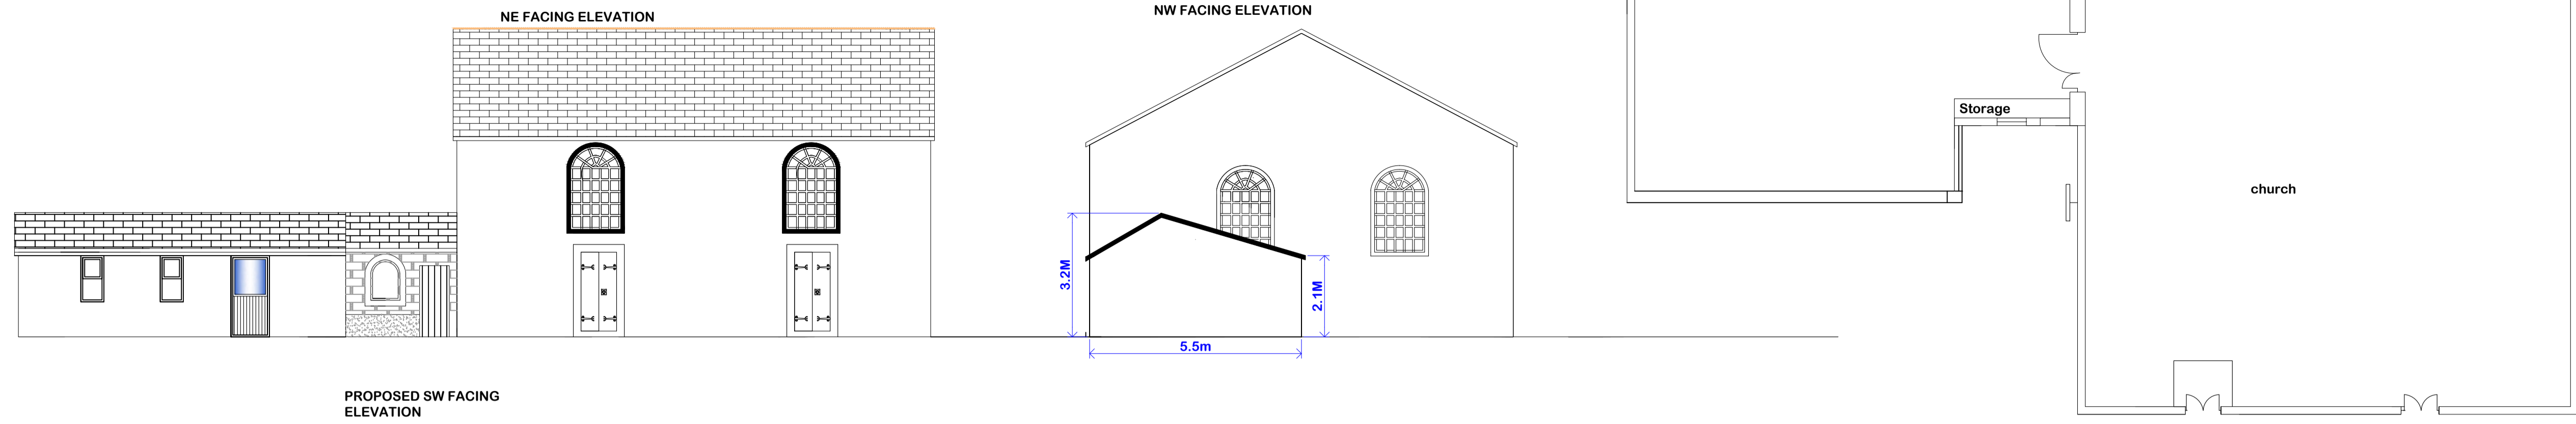 NE FACING ELEVATION
NW FACING ELEVATION
Storage
church
3.2M
2.1M
5.5m
PROPOSED SW FACING
ELEVATION